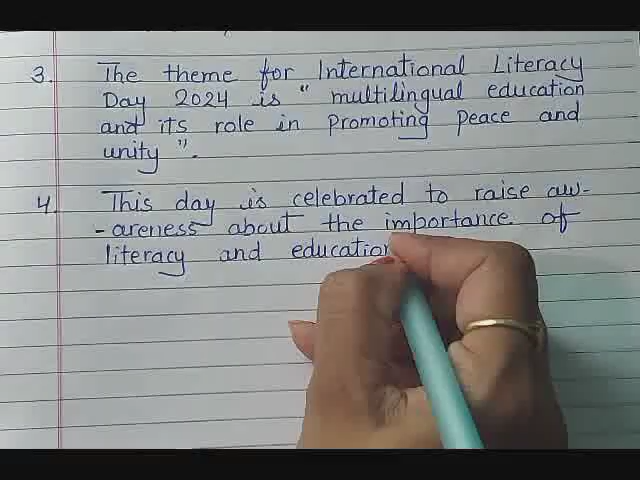 3. The theme for International Literacy
Day 2024 is " multilingual education
and its role in promoting peace and
unity ".
4. This day is celebrated to raise aw-
-areness about the importance of
literacy and education